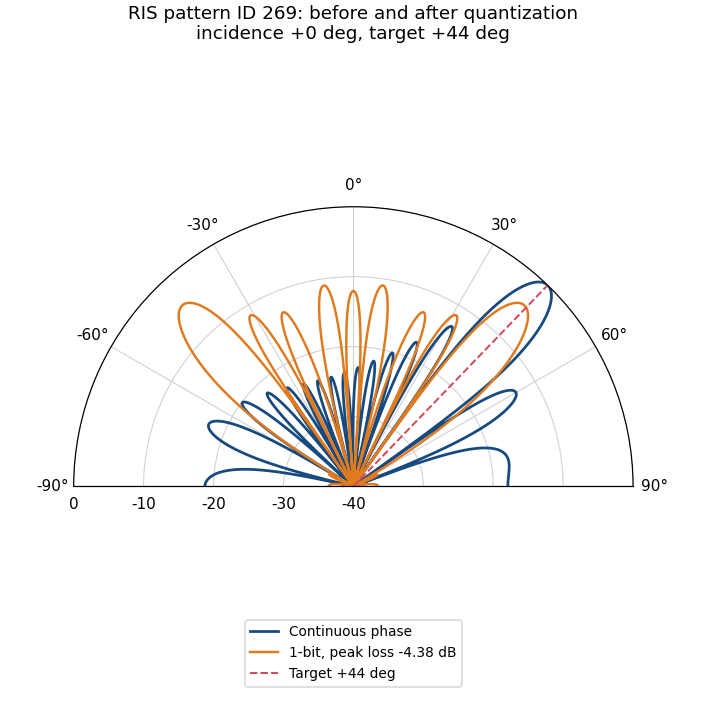 RIS pattern ID 269: before and after quantization
incidence +0 deg, target +44 deg
0°
-30°
30°
-60°
60°
-90°
90°
0
-10
-20
-30
-40
Continuous phase
1-bit, peak loss -4.38 dB
Target +44 deg